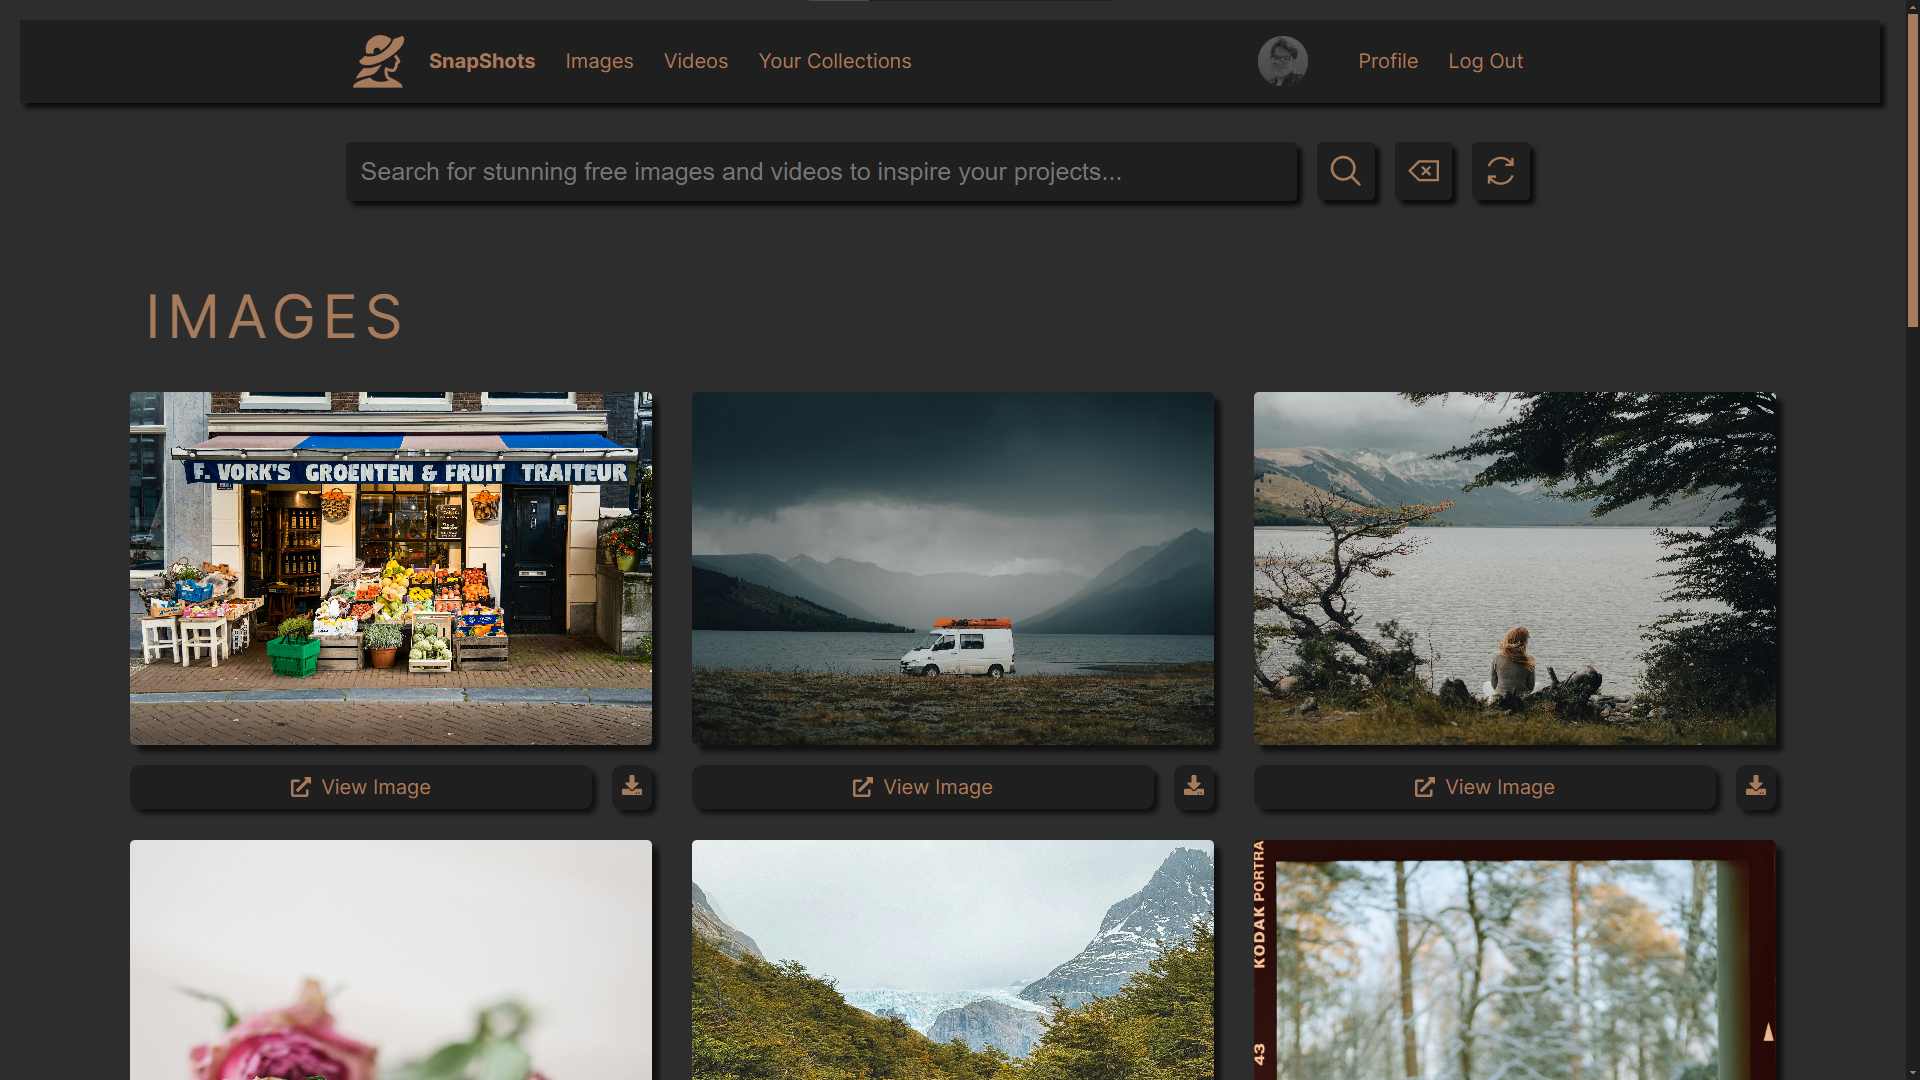 SnapShots Images Videos Your Collections Profile Log Out
Search for stunning free images and videos to inspire your projects...
IMAGES
F. VORK'S GROENTEN & FRUIT TRAITEUR
View Image
View Image
View Image
KODAK PORTRA
43